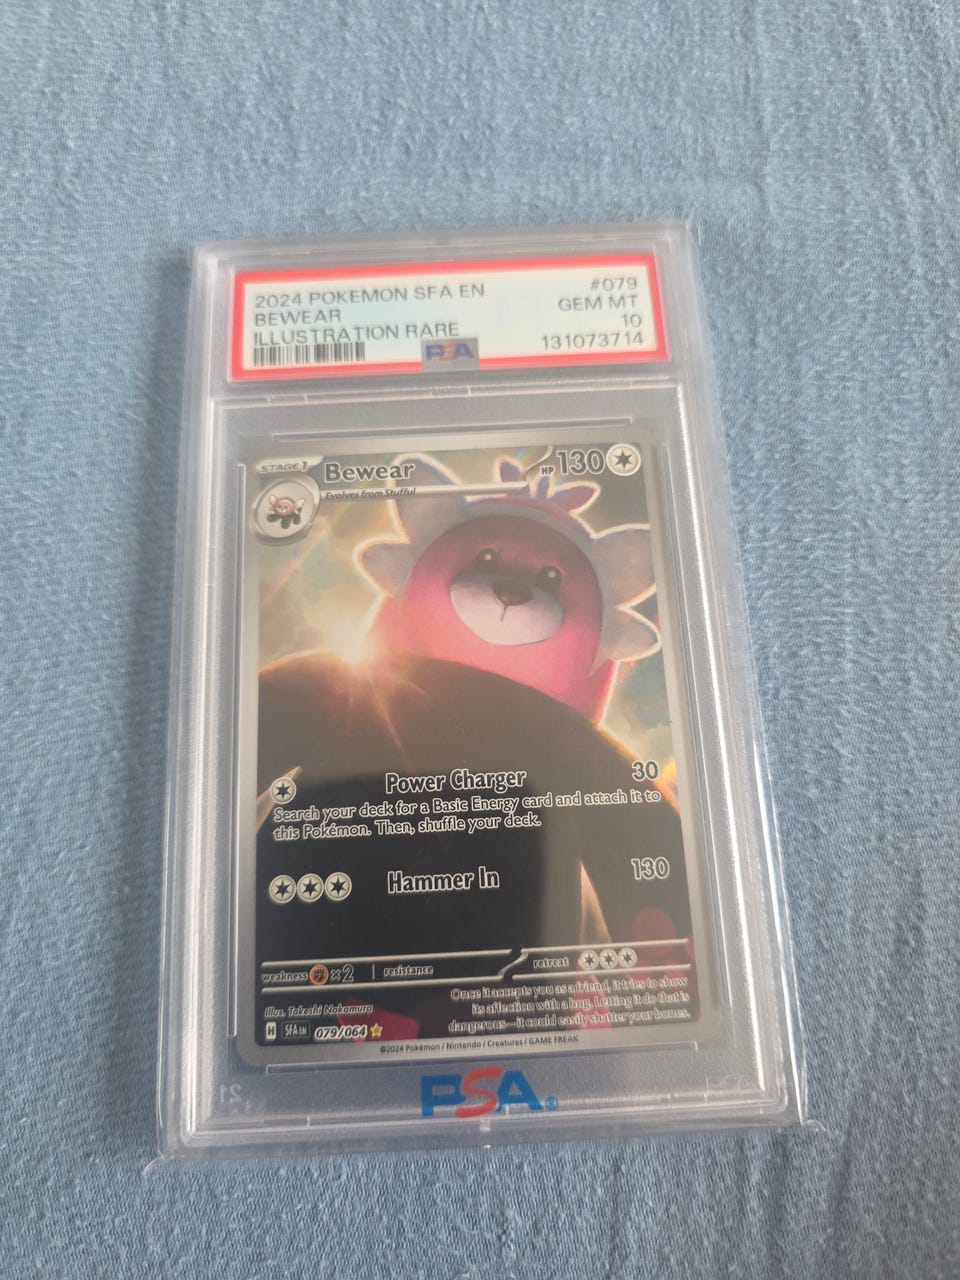 2024 POKEMON SFA EN #079
BEWEAR GEM MT
ILLUSTRATION RARE 10
PSA 131073714
STAGE1 Bewear HP 130
Evolves from Stufful
Power Charger 30
Search your deck for a Basic Energy card and attach it to
this Pokémon. Then, shuffle your deck.
Hammer In 130
weakness ×2 resistance retreat
Once it accepts you as a friend, it tries to show
its affection with a hug. Letting it do that is
dangerous—it could easily shatter your bones.
Illus. Takeshi Nakamura
H SFA EN 079/064
©2024 Pokémon / Nintendo / Creatures / GAME FREAK
PSA®